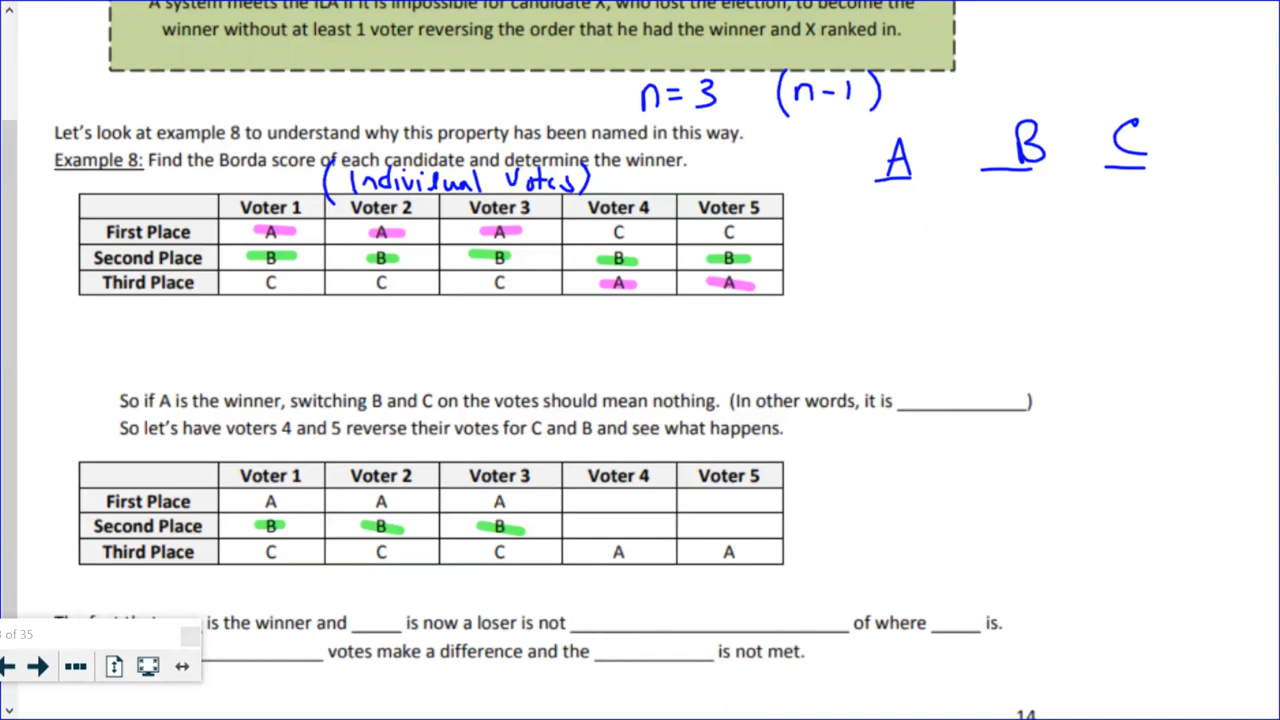 A system meets the IIA if it is impossible for candidate X, who lost the election, to become the
winner without at least 1 voter reversing the order that he had the winner and X ranked in.
n = 3 (n-1)
Let's look at example 8 to understand why this property has been named in this way.
A B C
Example 8: Find the Borda score of each candidate and determine the winner.
(Individual Votes)
Voter 1 Voter 2 Voter 3 Voter 4 Voter 5
First Place A A A C C
Second Place B B B B B
Third Place C C C A A
So if A is the winner, switching B and C on the votes should mean nothing. (In other words, it is ____________)
So let's have voters 4 and 5 reverse their votes for C and B and see what happens.
Voter 1 Voter 2 Voter 3 Voter 4 Voter 5
First Place A A A
Second Place B B B
Third Place C C C A A
is the winner and _____ is now a loser is not ____________________________ of where _____ is.
of 35
votes make a difference and the ____________ is not met.
14